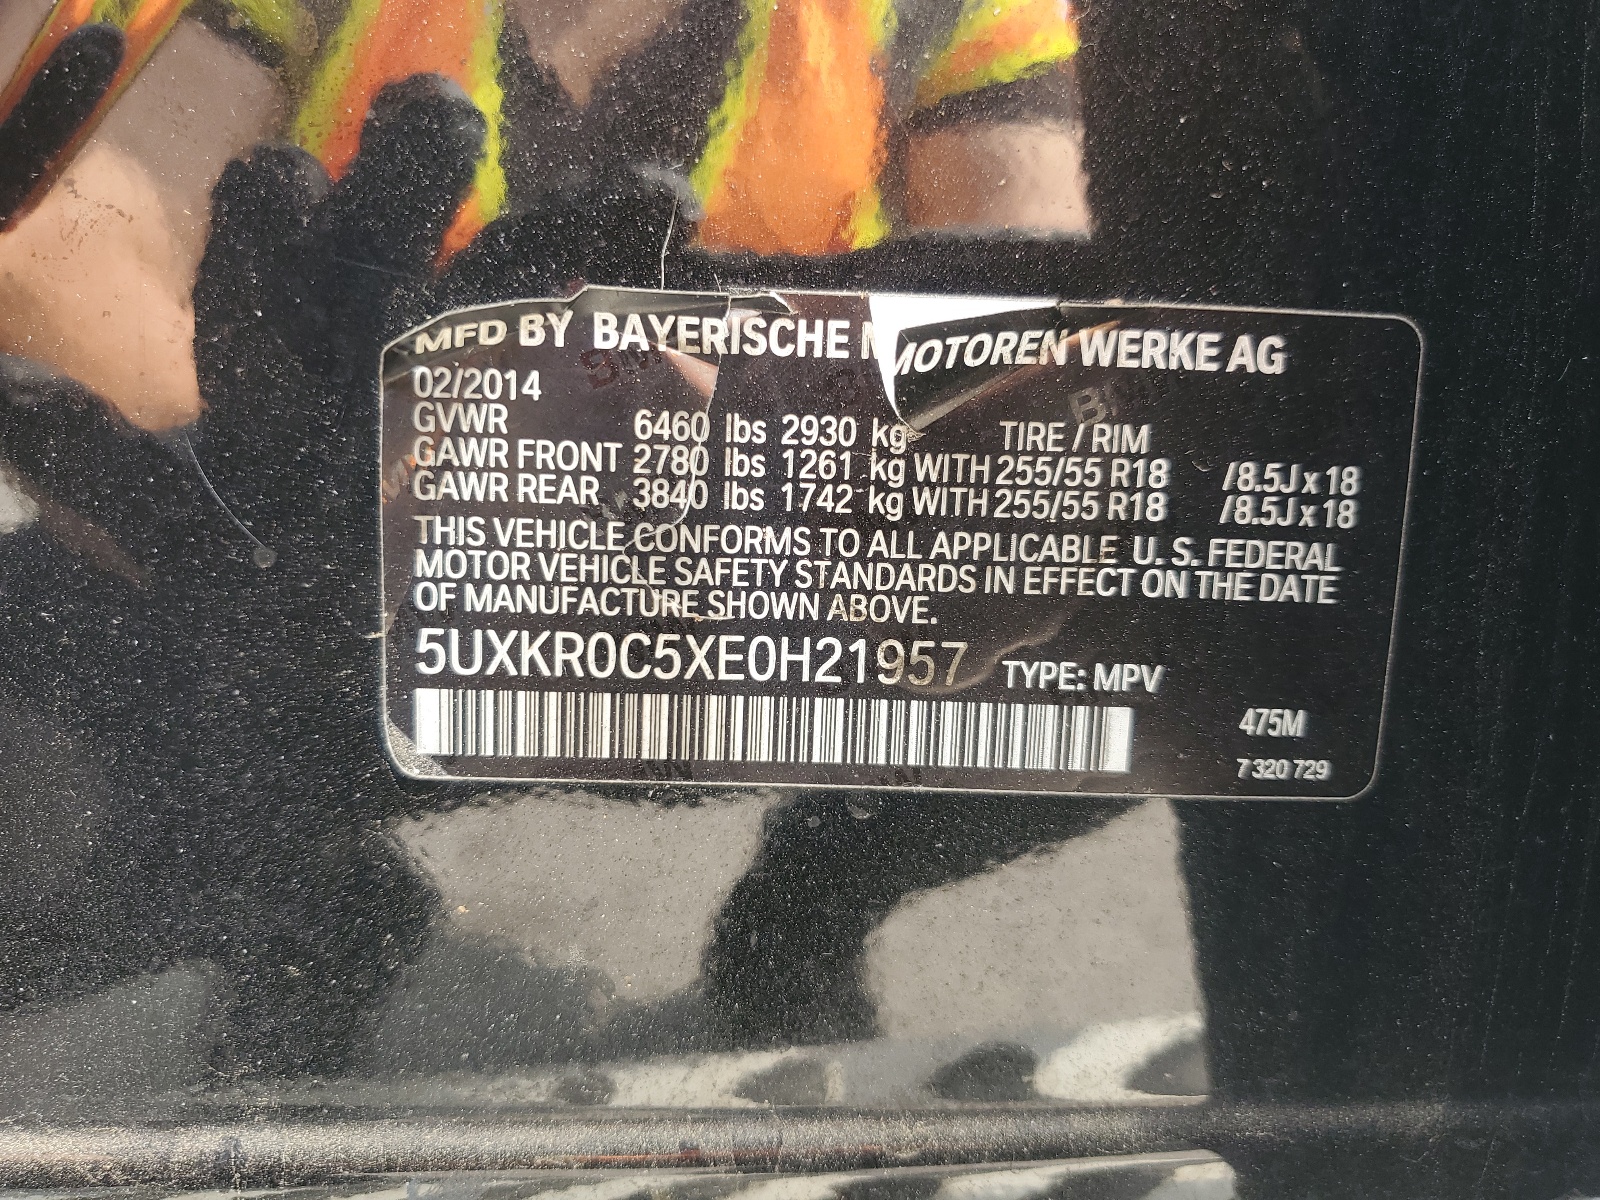 MFD BY BAYERISCHE MOTOREN WERKE AG
02/2014
GVWR 6460 lbs 2930 kg TIRE / RIM
GAWR FRONT 2780 lbs 1261 kg WITH 255/55 R18 /8.5J x 18
GAWR REAR 3840 lbs 1742 kg WITH 255/55 R18 /8.5J x 18
THIS VEHICLE CONFORMS TO ALL APPLICABLE U. S. FEDERAL
MOTOR VEHICLE SAFETY STANDARDS IN EFFECT ON THE DATE
OF MANUFACTURE SHOWN ABOVE.
5UXKR0C5XE0H21957 TYPE: MPV
475M
7 320 729